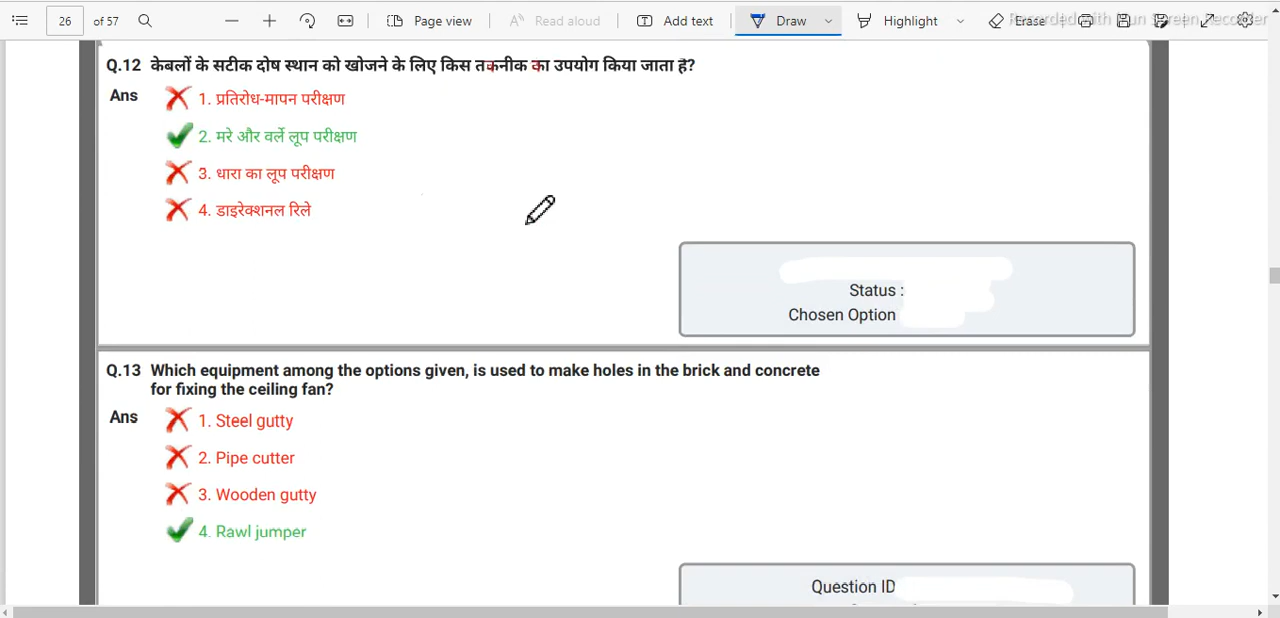 26 of 57 Page view Read aloud Add text Draw Highlight Erase
Q.12 केबलों के सटीक दोष स्थान को खोजने के लिए किस तकनीक का उपयोग किया जाता है?
Ans 1. प्रतिरोध-मापन परीक्षण
2. मरे और वर्ले लूप परीक्षण
3. धारा का लूप परीक्षण
4. डाइरेक्शनल रिले
Status :
Chosen Option
Q.13 Which equipment among the options given, is used to make holes in the brick and concrete
for fixing the ceiling fan?
Ans 1. Steel gutty
2. Pipe cutter
3. Wooden gutty
4. Rawl jumper
Question ID